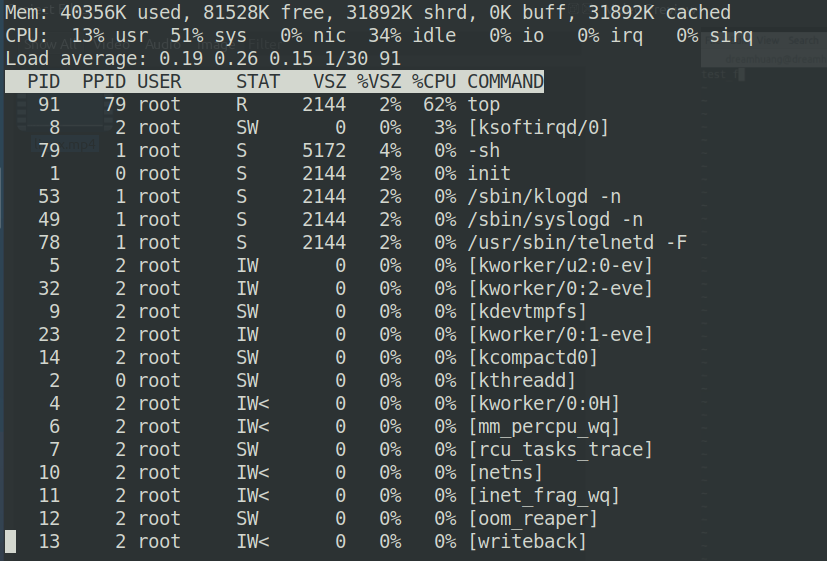 Mem: 40356K used, 81528K free, 31892K shrd, 0K buff, 31892K cached
CPU:  13% usr  51% sys   0% nic  34% idle   0% io   0% irq   0% sirq
Load average: 0.19 0.26 0.15 1/30 91
  PID  PPID USER     STAT   VSZ %VSZ %CPU COMMAND
   91    79 root     R     2144   2%  62% top
    8     2 root     SW       0   0%   3% [ksoftirqd/0]
   79     1 root     S     5172   4%   0% -sh
    1     0 root     S     2144   2%   0% init
   53     1 root     S     2144   2%   0% /sbin/klogd -n
   49     1 root     S     2144   2%   0% /sbin/syslogd -n
   78     1 root     S     2144   2%   0% /usr/sbin/telnetd -F
    5     2 root     IW       0   0%   0% [kworker/u2:0-ev]
   32     2 root     IW       0   0%   0% [kworker/0:2-eve]
    9     2 root     SW       0   0%   0% [kdevtmpfs]
   23     2 root     IW       0   0%   0% [kworker/0:1-eve]
   14     2 root     SW       0   0%   0% [kcompactd0]
    2     0 root     SW       0   0%   0% [kthreadd]
    4     2 root     IW<      0   0%   0% [kworker/0:0H]
    6     2 root     IW<      0   0%   0% [mm_percpu_wq]
    7     2 root     SW       0   0%   0% [rcu_tasks_trace]
   10     2 root     IW<      0   0%   0% [netns]
   11     2 root     IW<      0   0%   0% [inet_frag_wq]
   12     2 root     SW       0   0%   0% [oom_reaper]
   13     2 root     IW<      0   0%   0% [writeback]